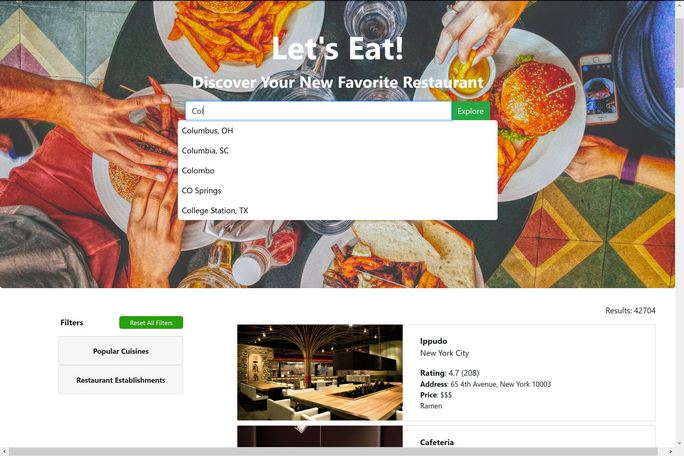 Let's Eat!
Discover Your New Favorite Restaurant
Col
Explore
Columbus, OH
Columbia, SC
Colombo
CO Springs
College Station, TX
Results: 42704
Filters
Reset All Filters
Popular Cuisines
Restaurant Establishments
Ippudo
New York City
Rating: 4.7 (208)
Address: 65 4th Avenue, New York 10003
Price: $$$
Ramen
Cafeteria